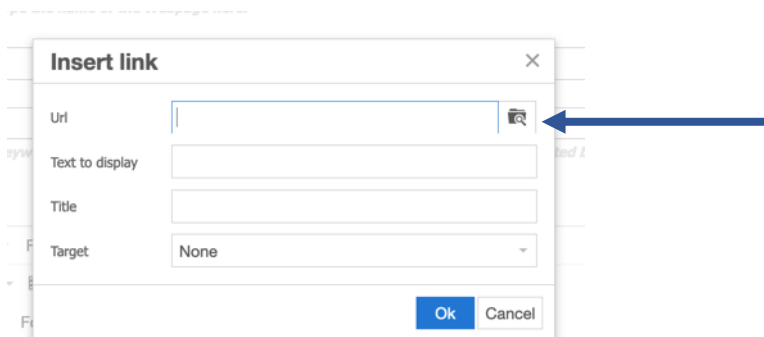 Insert link
Url
Text to display
Title
Target None
Ok Cancel